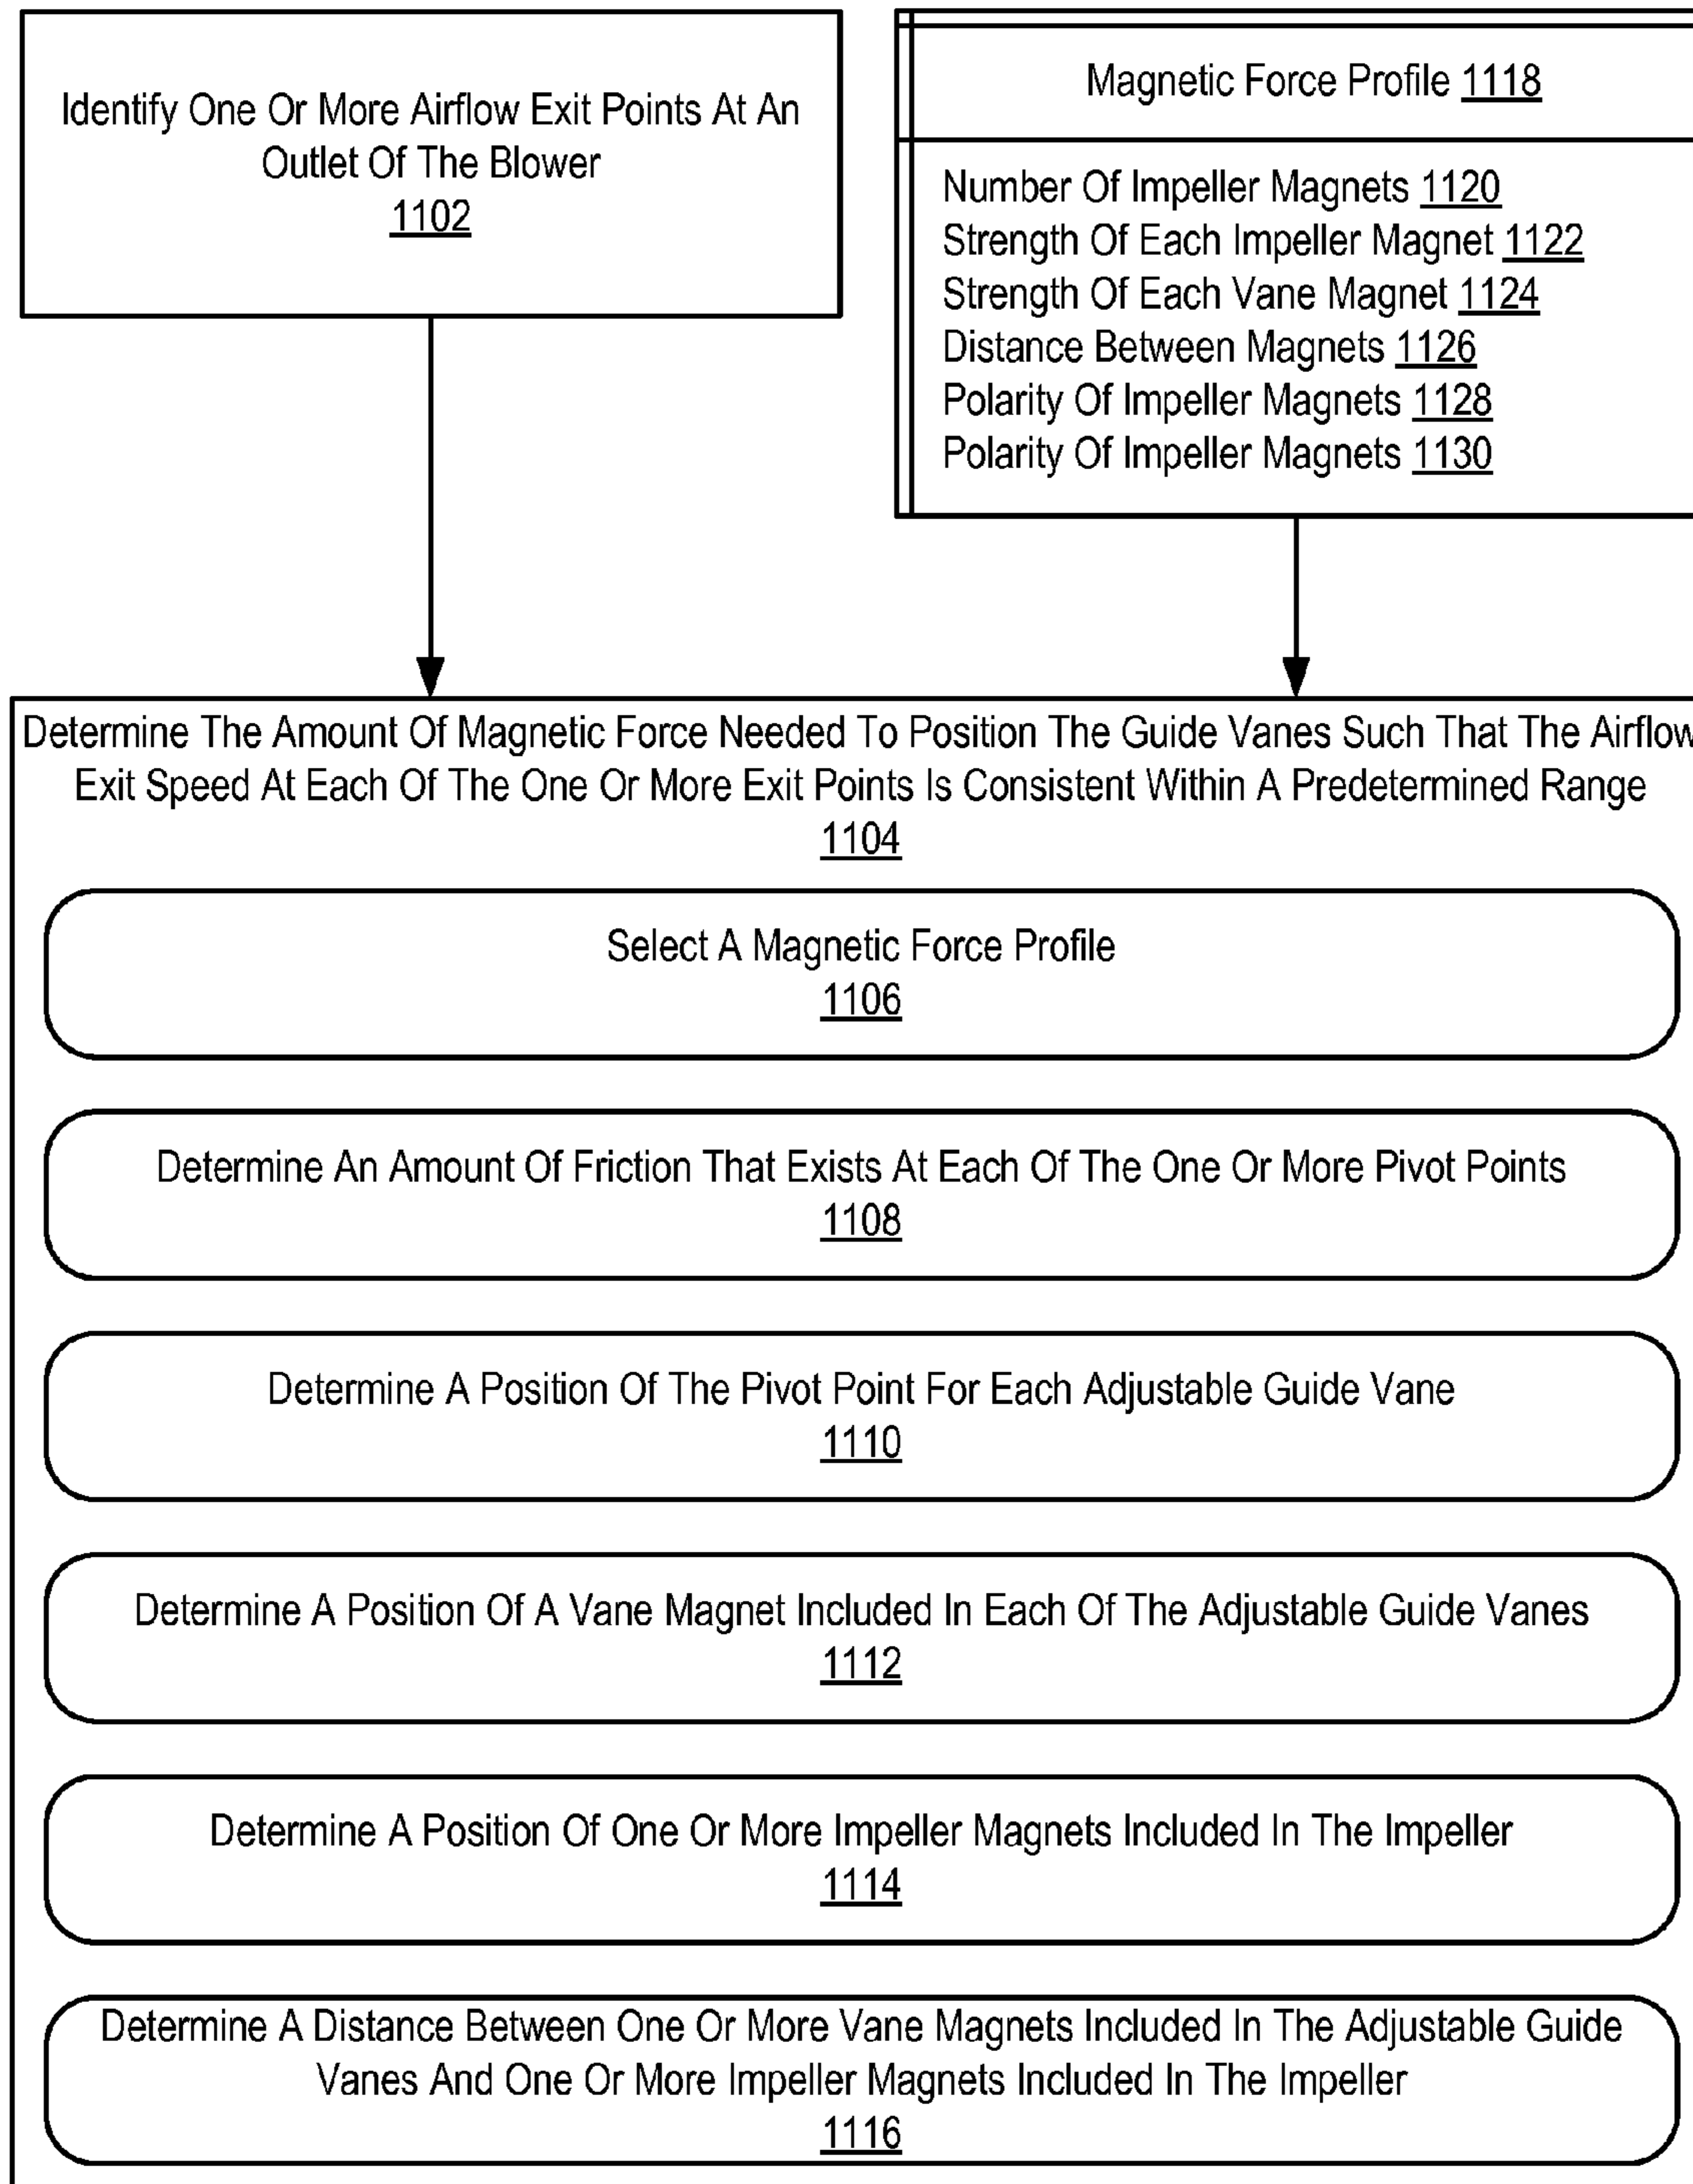 Identify One Or More Airflow Exit Points At An
Outlet Of The Blower
1102
Magnetic Force Profile 1118
Number Of Impeller Magnets 1120
Strength Of Each Impeller Magnet 1122
Strength Of Each Vane Magnet 1124
Distance Between Magnets 1126
Polarity Of Impeller Magnets 1128
Polarity Of Impeller Magnets 1130
Determine The Amount Of Magnetic Force Needed To Position The Guide Vanes Such That The Airflow
Exit Speed At Each Of The One Or More Exit Points Is Consistent Within A Predetermined Range
1104
Select A Magnetic Force Profile
1106
Determine An Amount Of Friction That Exists At Each Of The One Or More Pivot Points
1108
Determine A Position Of The Pivot Point For Each Adjustable Guide Vane
1110
Determine A Position Of A Vane Magnet Included In Each Of The Adjustable Guide Vanes
1112
Determine A Position Of One Or More Impeller Magnets Included In The Impeller
1114
Determine A Distance Between One Or More Vane Magnets Included In The Adjustable Guide
Vanes And One Or More Impeller Magnets Included In The Impeller
1116